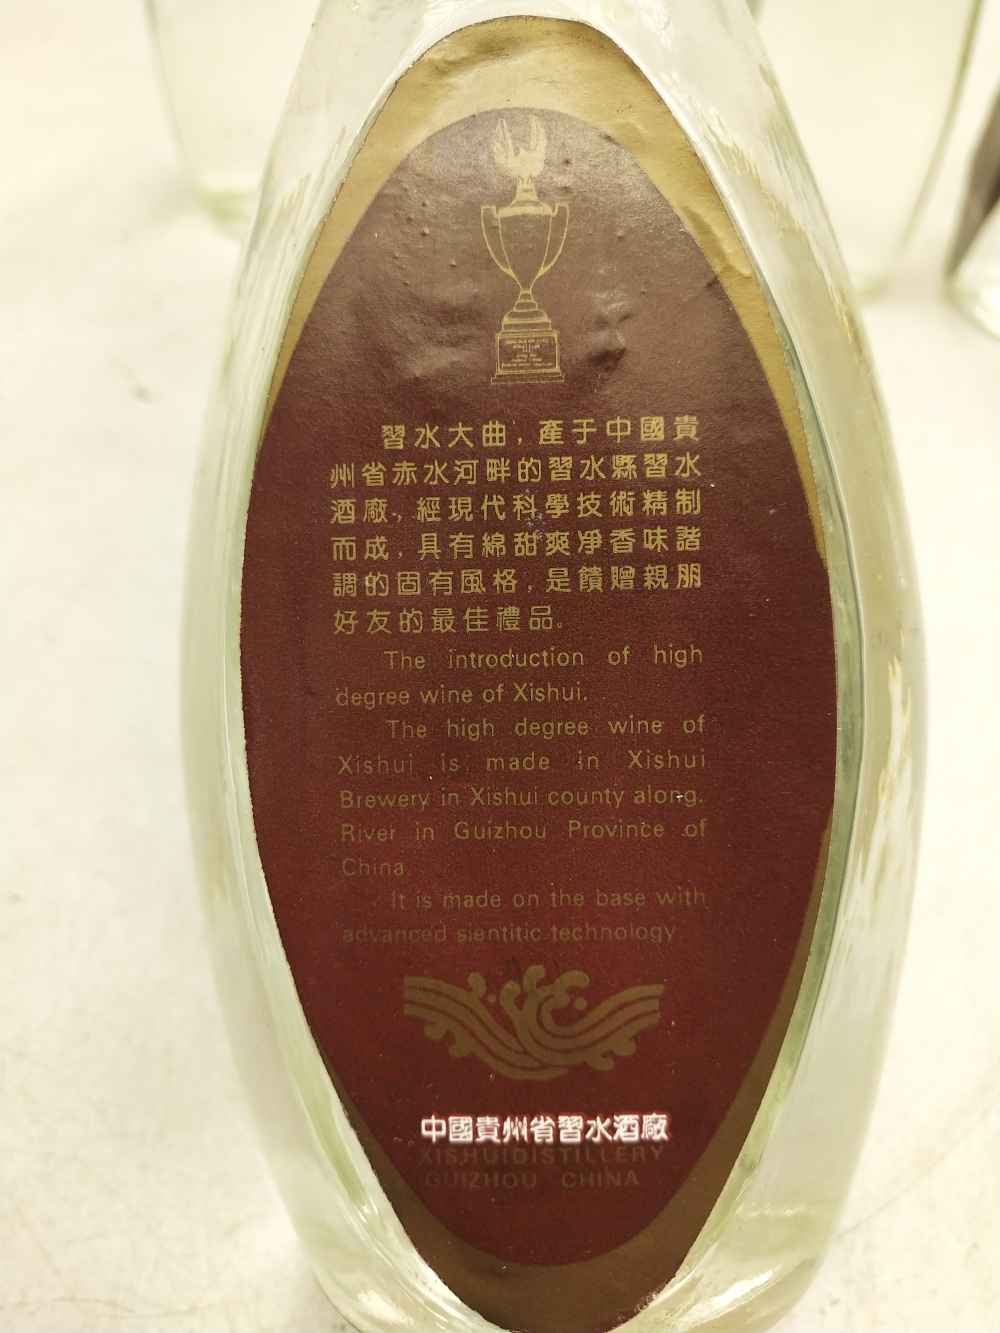 習水大曲，產于中國貴
州省赤水河畔的習水縣習水
酒廠，經現代科學技術精制
而成，具有綿甜爽净香味諧
調的固有風格，是饋贈親朋
好友的最佳禮品。
The introduction of high
degree wine of Xishui.
The high degree wine of
Xishui is made in Xishui
Brewery in Xishui county along.
River in Guizhou Province of
China
It is made on the base with
advanced sientitic technology
中國貴州省習水酒廠
XISHUI DISTILLERY
GUIZHOU CHINA